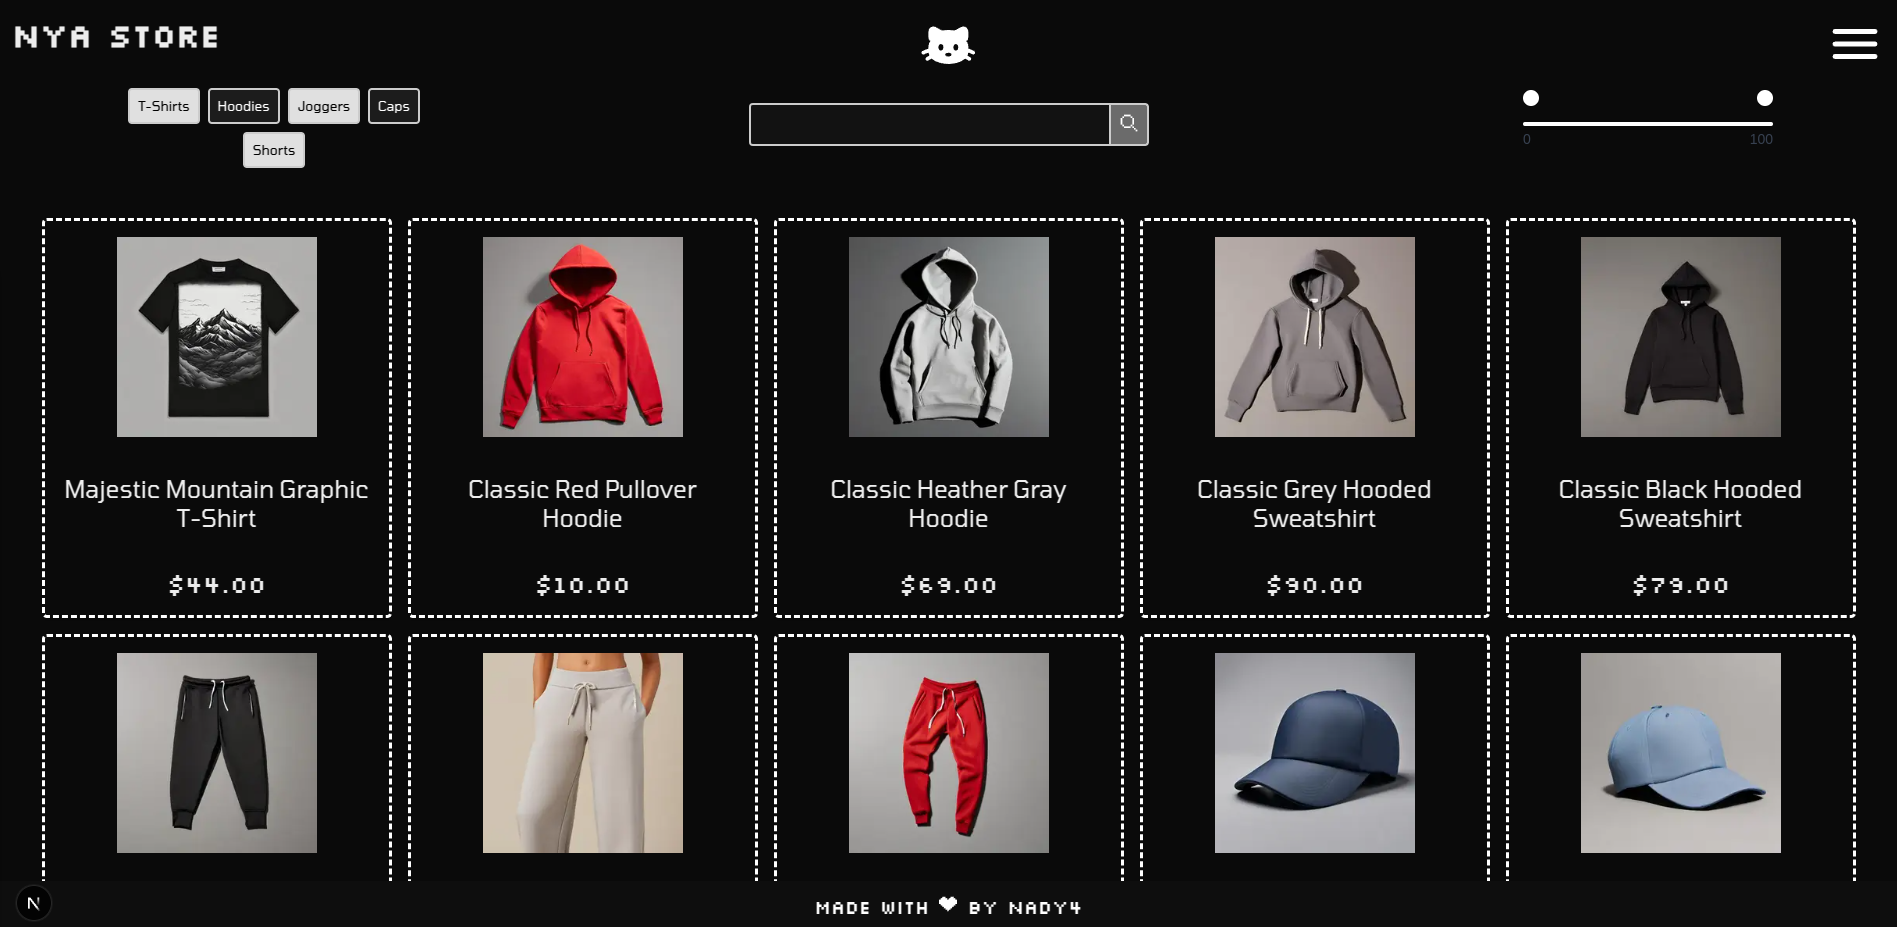 NYA STORE
T-Shirts Hoodies Joggers Caps
Shorts
0 100
Majestic Mountain Graphic
T-Shirt
$44.00
Classic Red Pullover
Hoodie
$10.00
Classic Heather Gray
Hoodie
$69.00
Classic Grey Hooded
Sweatshirt
$90.00
Classic Black Hooded
Sweatshirt
$79.00
N
MADE WITH ❤ BY NADY4